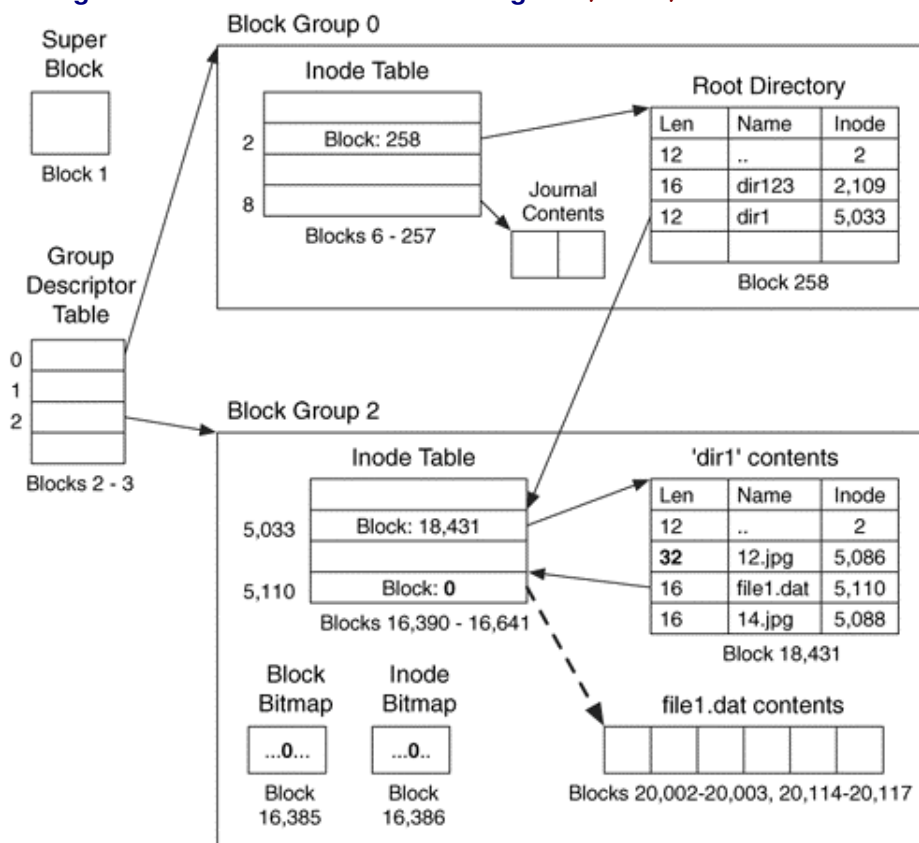 Block Group 0
Super
Block
Block 1
Inode Table
2 Block: 258
8
Blocks 6 - 257
Journal
Contents
Root Directory
Len Name Inode
12 .. 2
16 dir123 2,109
12 dir1 5,033
Block 258
Group
Descriptor
Table
0
1
2
Blocks 2 - 3
Block Group 2
Inode Table
5,033 Block: 18,431
5,110 Block: 0
Blocks 16,390 - 16,641
'dir1' contents
Len Name Inode
12 .. 2
32 12.jpg 5,086
16 file1.dat 5,110
16 14.jpg 5,088
Block 18,431
Block
Bitmap
...0...
Block
16,385
Inode
Bitmap
...0..
Block
16,386
file1.dat contents
Blocks 20,002-20,003, 20,114-20,117